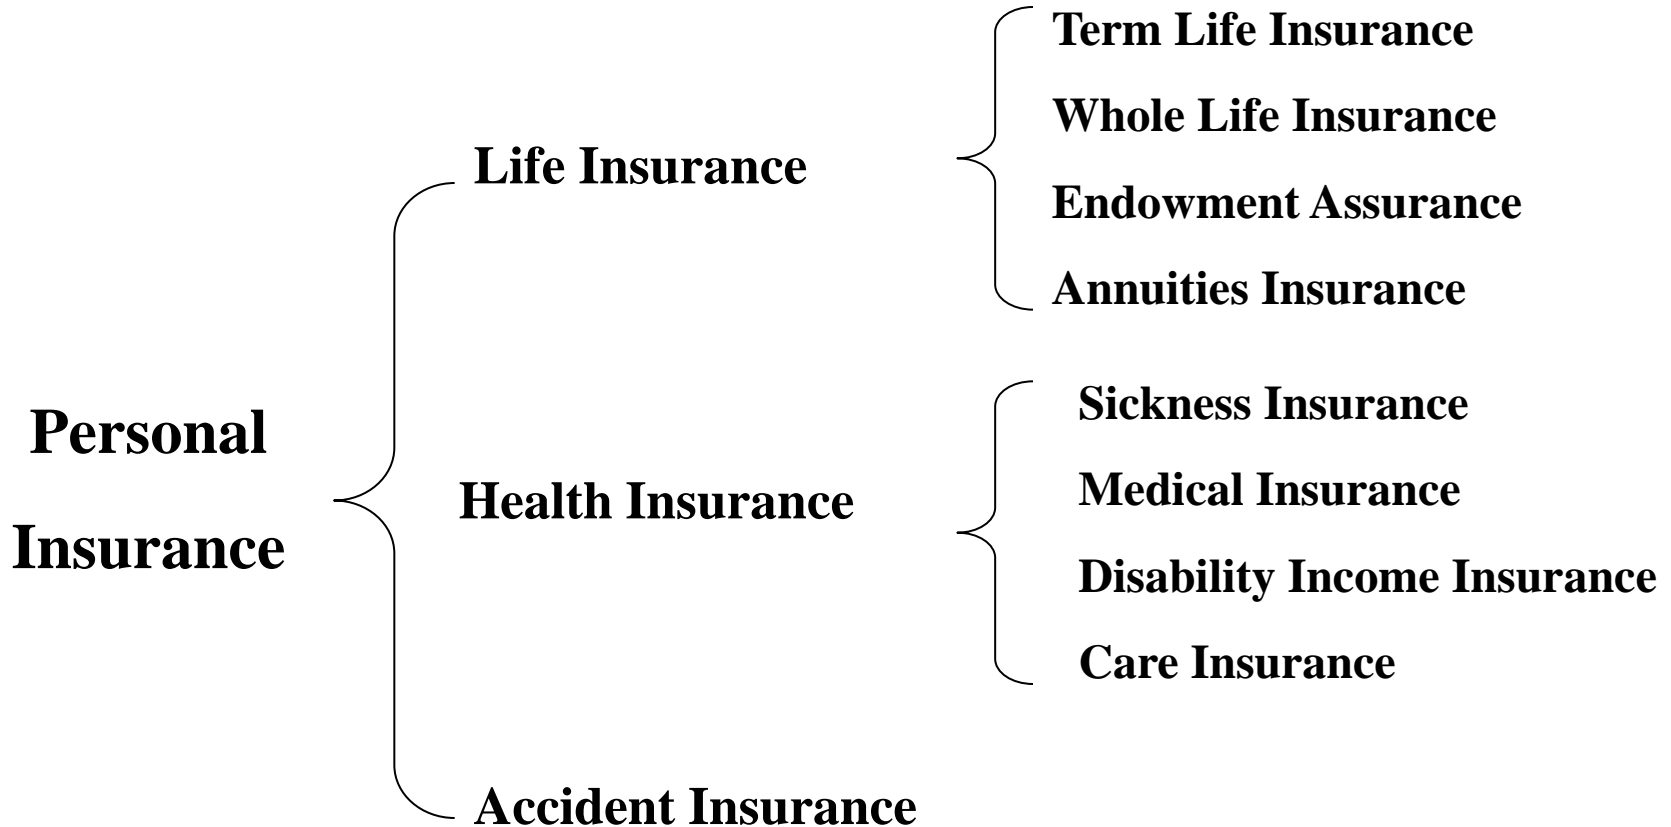 Personal
Insurance
Life Insurance
Term Life Insurance
Whole Life Insurance
Endowment Assurance
Annuities Insurance
Health Insurance
Sickness Insurance
Medical Insurance
Disability Income Insurance
Care Insurance
Accident Insurance